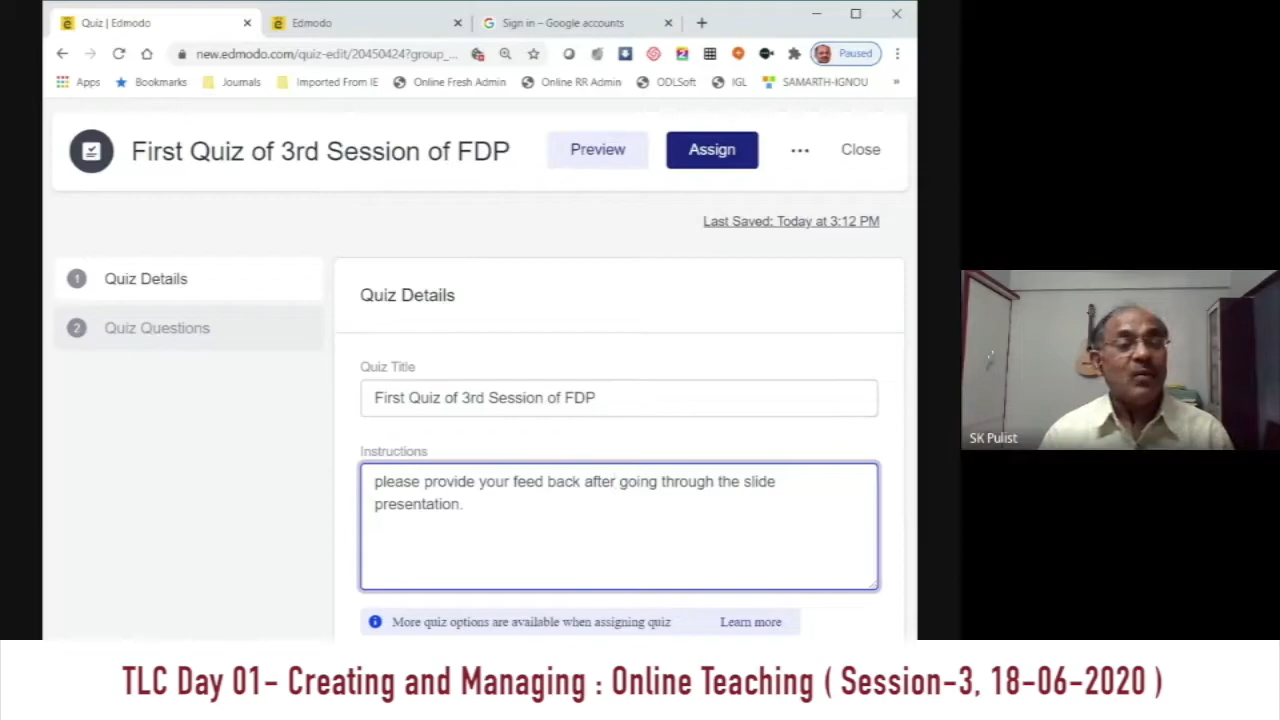 Quiz | Edmodo
Edmodo
Sign in – Google accounts
new.edmodo.com/quiz-edit/20450424?group_...
Paused
Apps
Bookmarks
Journals
Imported From IE
Online Fresh Admin
Online RR Admin
ODLSoft
IGL
SAMARTH-IGNOU
»
First Quiz of 3rd Session of FDP
Preview
Assign
...
Close
Last Saved: Today at 3:12 PM
1 Quiz Details
2 Quiz Questions
Quiz Details
Quiz Title
First Quiz of 3rd Session of FDP
Instructions
please provide your feed back after going through the slide
presentation.
More quiz options are available when assigning quiz
Learn more
SK Pulist
TLC Day 01- Creating and Managing : Online Teaching ( Session-3, 18-06-2020 )